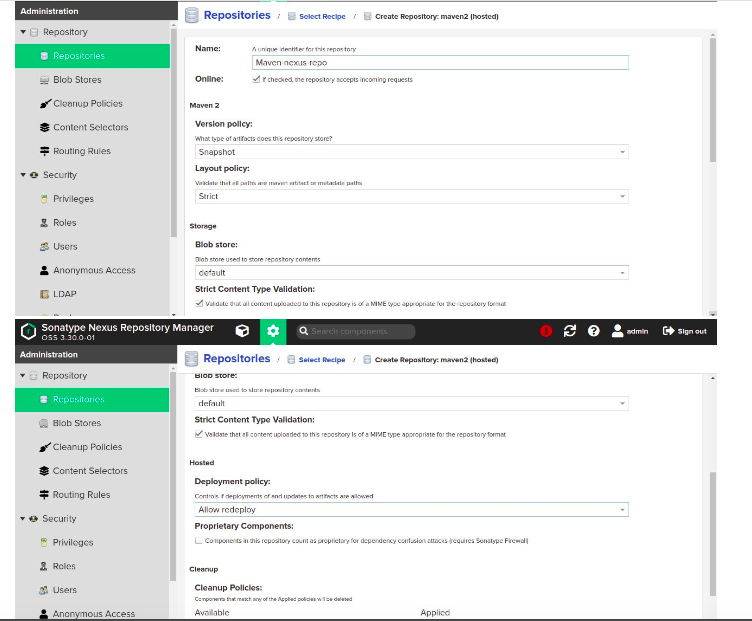 Administration
Repositories / Select Recipe / Create Repository: maven2 (hosted)
Repository
Repositories
Blob Stores
Cleanup Policies
Content Selectors
Routing Rules
Security
Privileges
Roles
Users
Anonymous Access
LDAP
Name:
A unique identifier for this repository
Maven-nexus-repo
Online:
If checked, the repository accepts incoming requests
Maven 2
Version policy:
What type of artifacts does this repository store?
Snapshot
Layout policy:
Validate that all paths are maven artifact or metadata paths
Strict
Storage
Blob store:
Blob store used to store repository contents
default
Strict Content Type Validation:
Validate that all content uploaded to this repository is of a MIME type appropriate for the repository format
Sonatype Nexus Repository Manager
OSS 3.30.0-01
Search components
admin
Sign out
Administration
Repositories / Select Recipe / Create Repository: maven2 (hosted)
Repository
Repositories
Blob Stores
Cleanup Policies
Content Selectors
Routing Rules
Security
Privileges
Roles
Users
Anonymous Access
Blob store:
Blob store used to store repository contents
default
Strict Content Type Validation:
Validate that all content uploaded to this repository is of a MIME type appropriate for the repository format
Hosted
Deployment policy:
Controls if deployments of and updates to artifacts are allowed
Allow redeploy
Proprietary Components:
Components in this repository count as proprietary for dependency confusion attacks (requires Sonatype Firewall)
Cleanup
Cleanup Policies:
Components that match any of the Applied policies will be deleted
Available
Applied